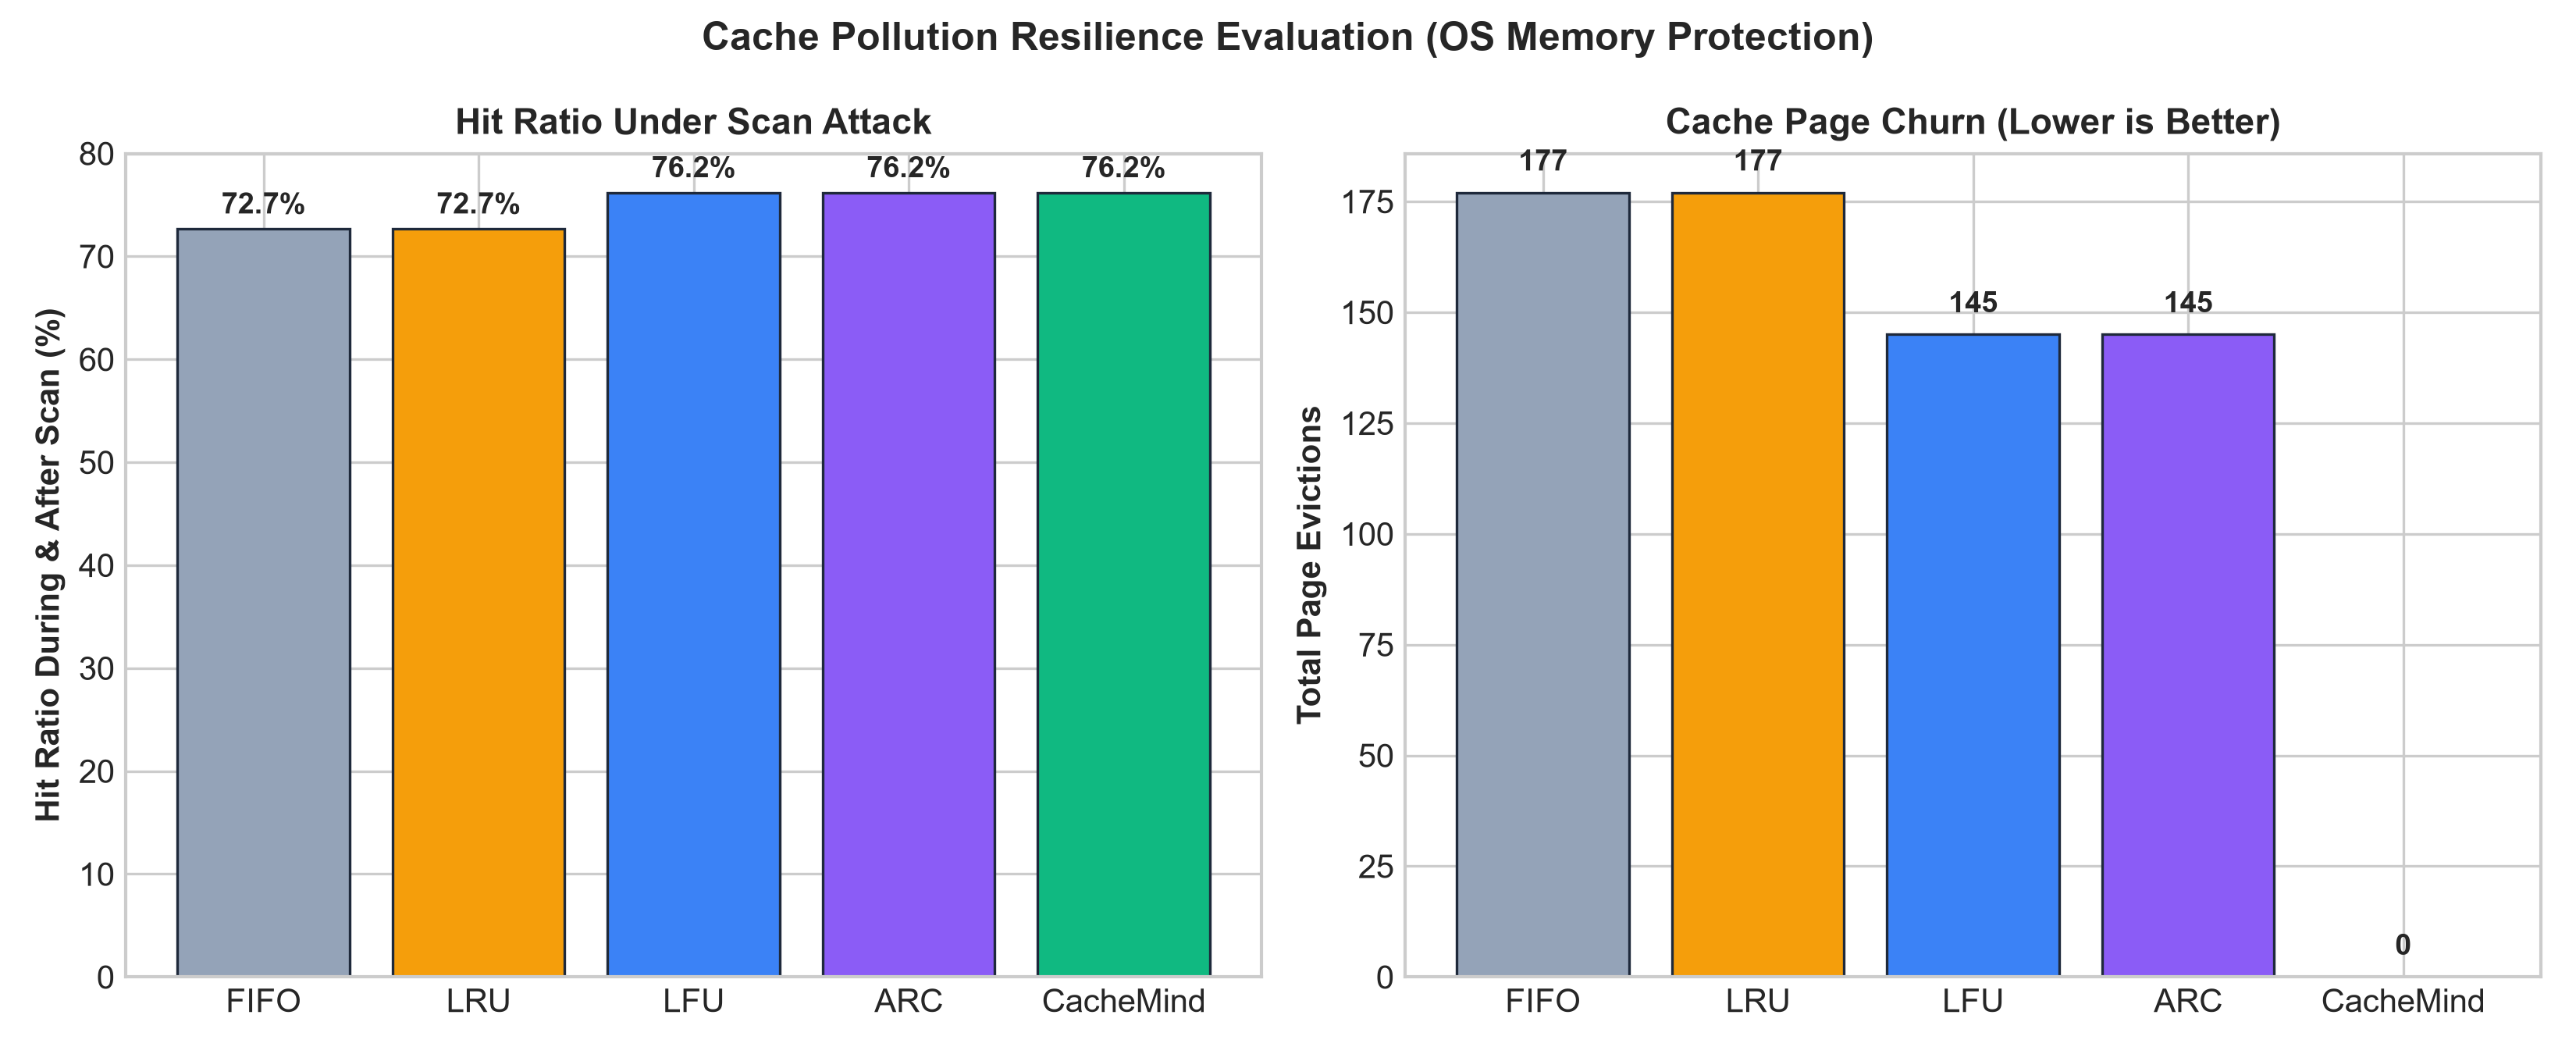 Cache Pollution Resilience Evaluation (OS Memory Protection)
Hit Ratio Under Scan Attack
Hit Ratio During & After Scan (%)
80
70
60
50
40
30
20
10
0
72.7%
72.7%
76.2%
76.2%
76.2%
FIFO
LRU
LFU
ARC
CacheMind
Cache Page Churn (Lower is Better)
Total Page Evictions
175
150
125
100
75
50
25
0
177
177
145
145
0
FIFO
LRU
LFU
ARC
CacheMind